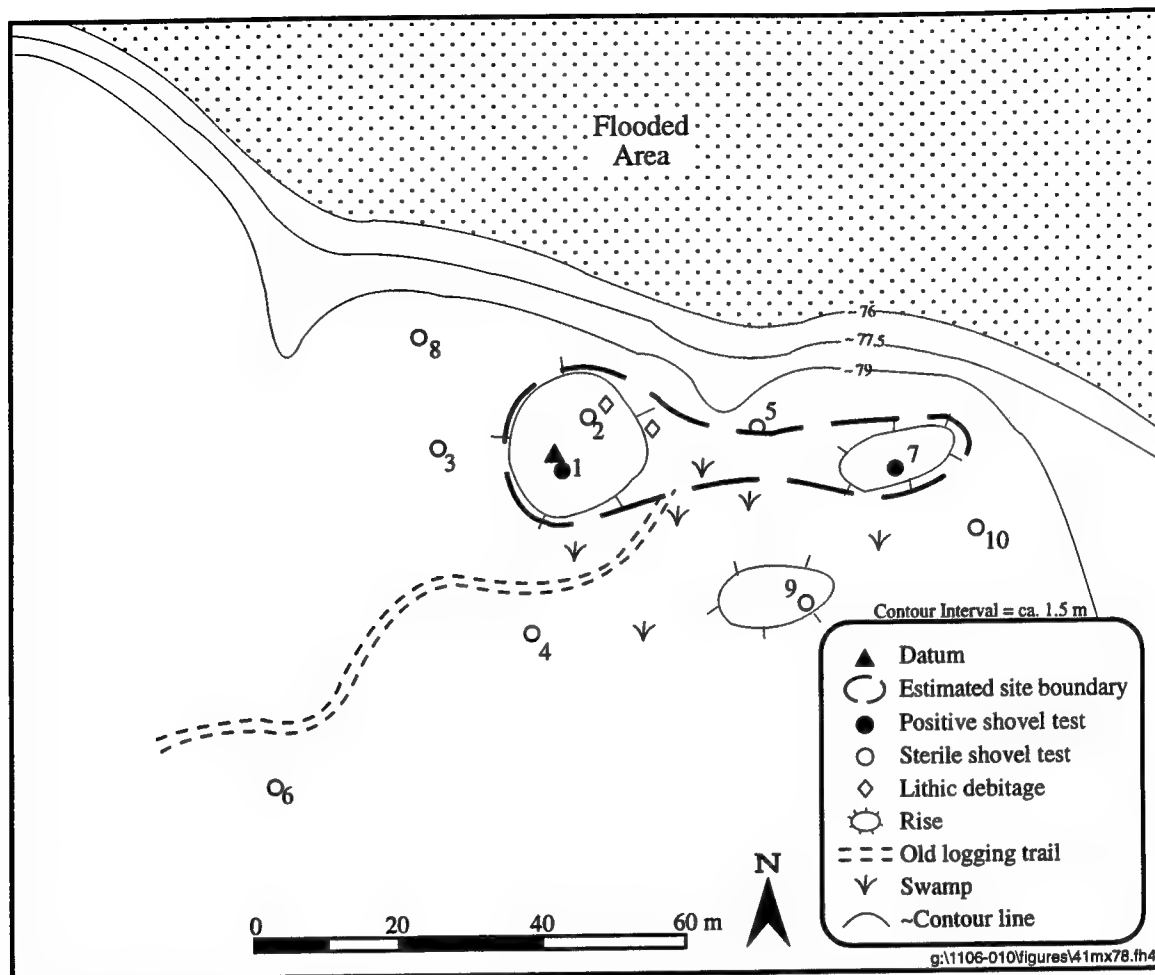 Flooded
Area
~76
~77.5
~79
8
2
5
3
1
7
10
9
4
6
Contour Interval = ca. 1.5 m
Datum
Estimated site boundary
Positive shovel test
Sterile shovel test
Lithic debitage
Rise
Old logging trail
Swamp
~Contour line
N
0 20 40 60 m
g:\1106-010\figures\41mx78.fh4